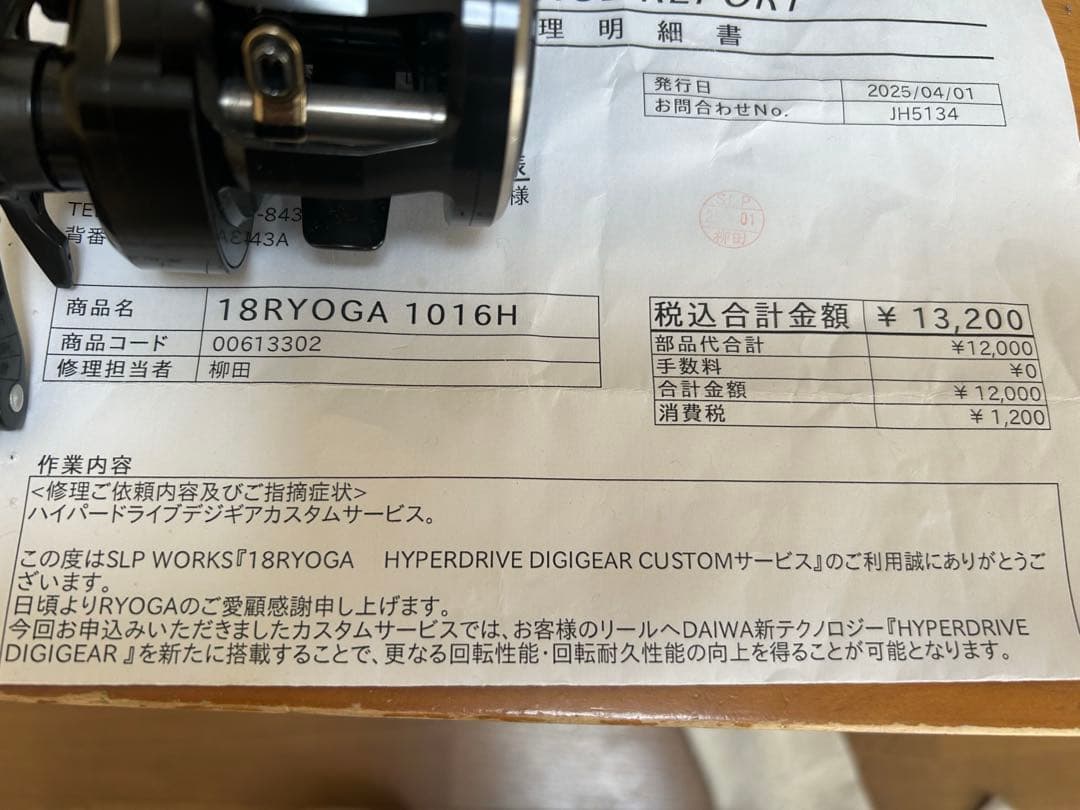 理明細書
発行日 2025/04/01
お問合わせNo. JH5134
様
SLP
01
柳田
TE -843
背番 A8143A
商品名 18RYOGA 1016H
商品コード 00613302
修理担当者 柳田
税込合計金額 ¥ 13,200
部品代合計 ¥12,000
手数料 ¥0
合計金額 ¥ 12,000
消費税 ¥ 1,200
作業内容
<修理ご依頼内容及びご指摘症状>
ハイパードライブデジギアカスタムサービス。
この度はSLP WORKS『18RYOGA HYPERDRIVE DIGIGEAR CUSTOMサービス』のご利用誠にありがとうご
ざいます。
日頃よりRYOGAのご愛顧感謝申し上げます。
今回お申込みいただきましたカスタムサービスでは、お客様のリールへDAIWA新テクノロジー『HYPERDRIVE
DIGIGEAR 』を新たに搭載することで、更なる回転性能・回転耐久性能の向上を得ることが可能となります。